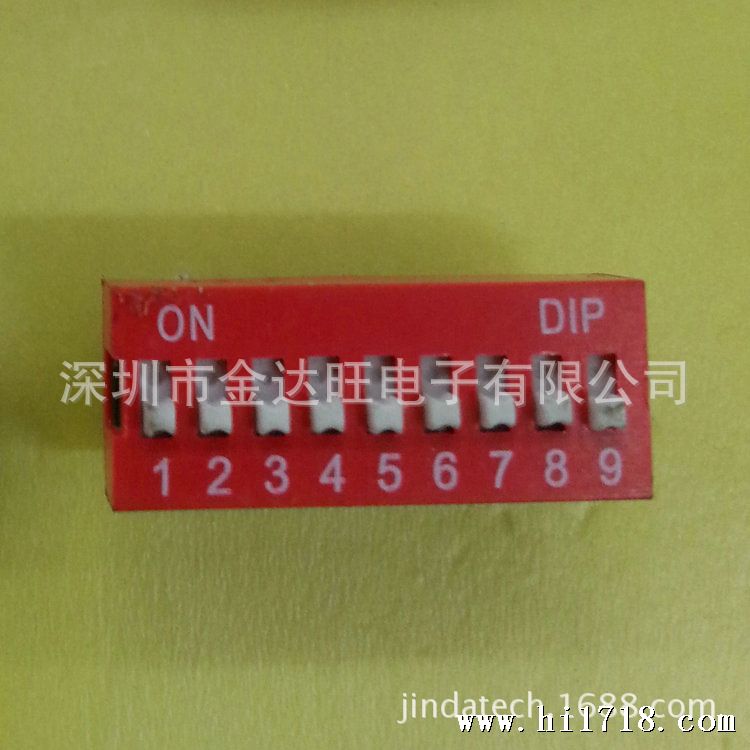 ON DIP
深圳市金达旺电子有限公司
1 2 3 4 5 6 7 8 9
jindatech.1688.com
www.hi1718.com